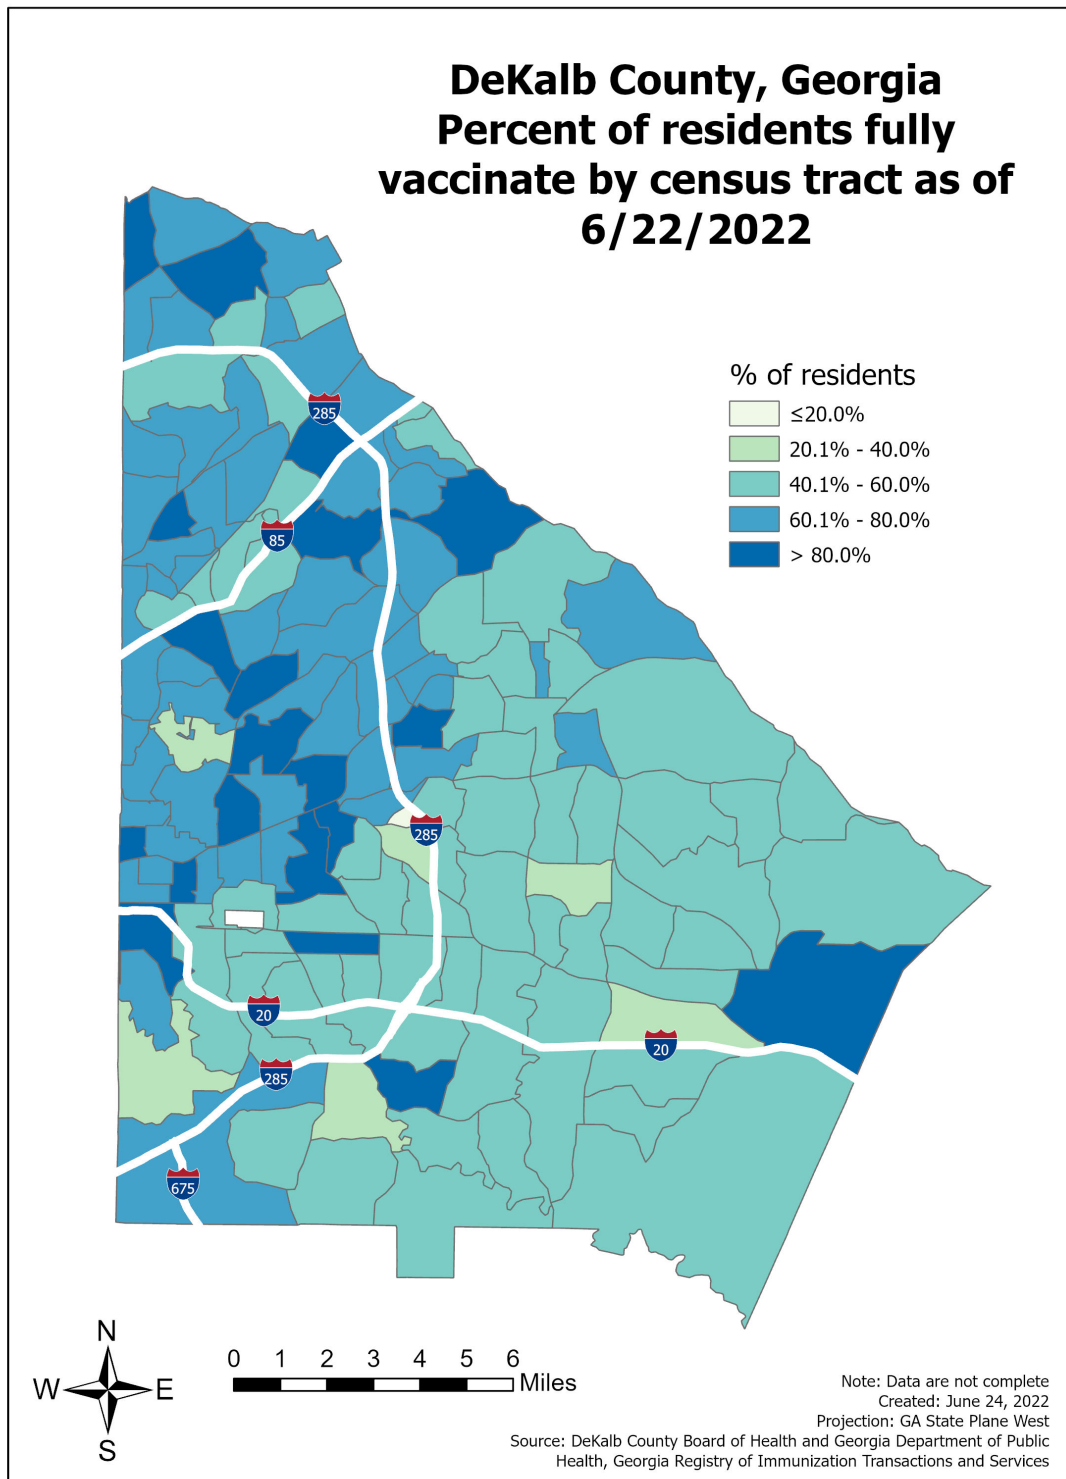 DeKalb County, Georgia
Percent of residents fully
vaccinate by census tract as of
6/22/2022
% of residents
≤20.0%
20.1% - 40.0%
40.1% - 60.0%
60.1% - 80.0%
> 80.0%
285
85
285
20
20
285
675
N
W E
S
0 1 2 3 4 5 6
Miles
Note: Data are not complete
Created: June 24, 2022
Projection: GA State Plane West
Source: DeKalb County Board of Health and Georgia Department of Public
Health, Georgia Registry of Immunization Transactions and Services